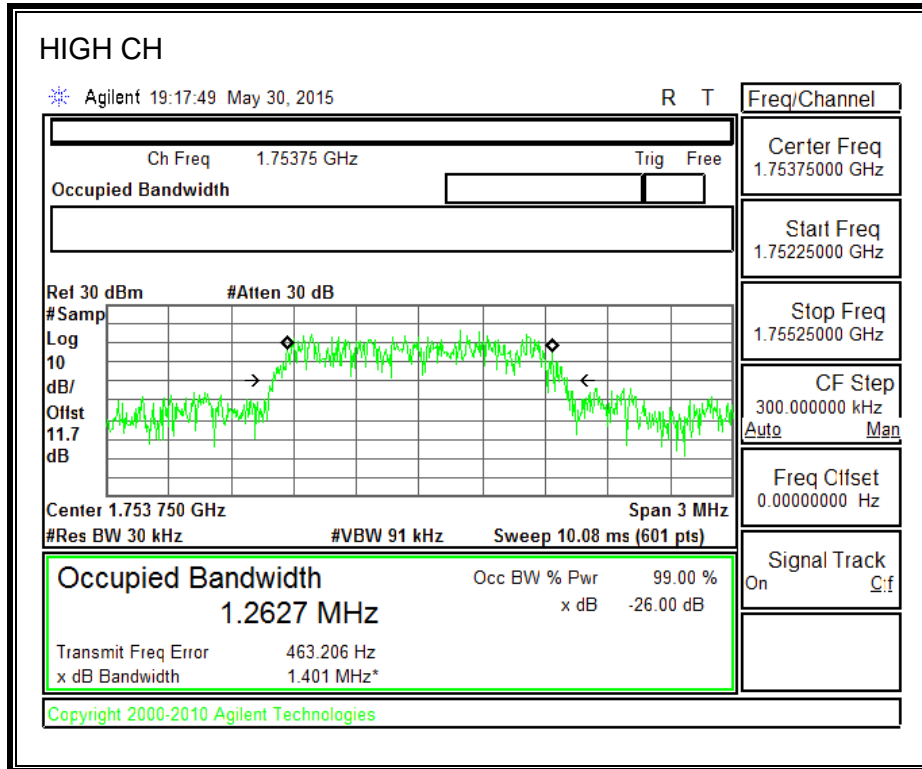 HIGH CH
Agilent 19:17:49 May 30, 2015 R T
Freq/Channel
Ch Freq 1.75375 GHz Trig Free
Occupied Bandwidth
Center Freq
1.75375000 GHz
Start Freq
1.75225000 GHz
Stop Freq
1.75525000 GHz
CF Step
300.000000 kHz
Auto Man
Freq Offset
0.00000000 Hz
Signal Track
On Off
Ref 30 dBm #Atten 30 dB
#Samp
Log
10
dB/
Offst
11.7
dB
Center 1.753 750 GHz Span 3 MHz
#Res BW 30 kHz #VBW 91 kHz Sweep 10.08 ms (601 pts)
Occupied Bandwidth
1.2627 MHz
Occ BW % Pwr 99.00 %
x dB -26.00 dB
Transmit Freq Error 463.206 Hz
x dB Bandwidth 1.401 MHz*
Copyright 2000-2010 Agilent Technologies